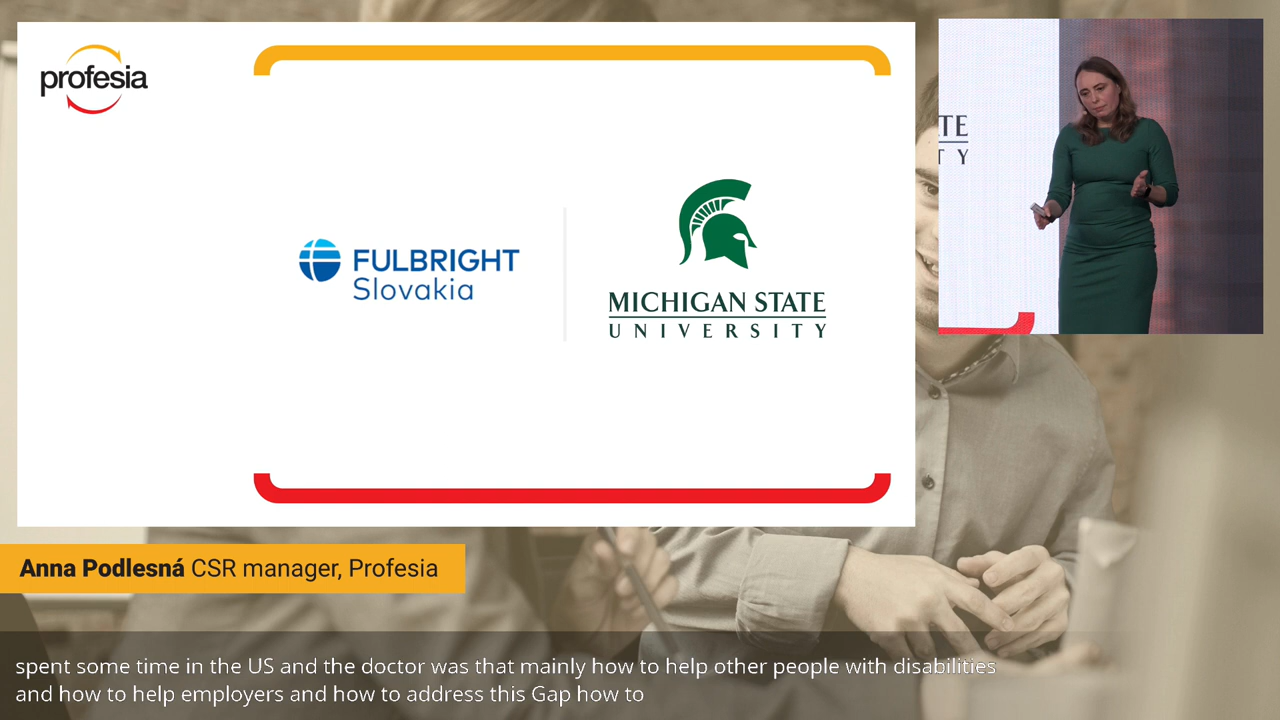 profesia
FULBRIGHT
Slovakia
MICHIGAN STATE
UNIVERSITY
TE
TY
Anna Podlesná CSR manager, Profesia
spent some time in the US and the doctor was that mainly how to help other people with disabilities
and how to help employers and how to address this Gap how to